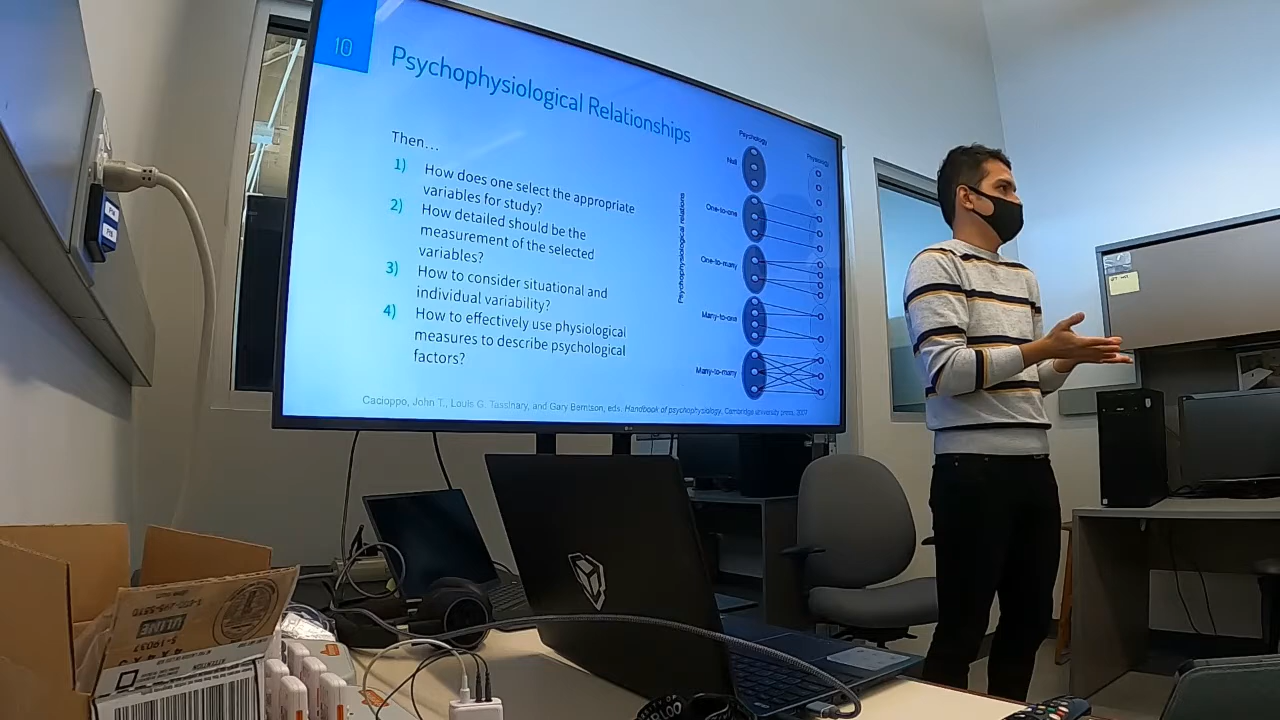 10
Psychophysiological Relationships
Then...
1) How does one select the appropriate
variables for study?
2) How detailed should be the
measurement of the selected
variables?
3) How to consider situational and
individual variability?
4) How to effectively use physiological
measures to describe psychological
factors?
Psychology
Physiology
Psychophysiological relations
Null
One-to-one
One-to-many
Many-to-one
Many-to-many
Cacioppo, John T., Louis G. Tassinary, and Gary Berntson, eds. Handbook of psychophysiology. Cambridge university press, 2007
LG
ULINE
S-19037
ATTENTION